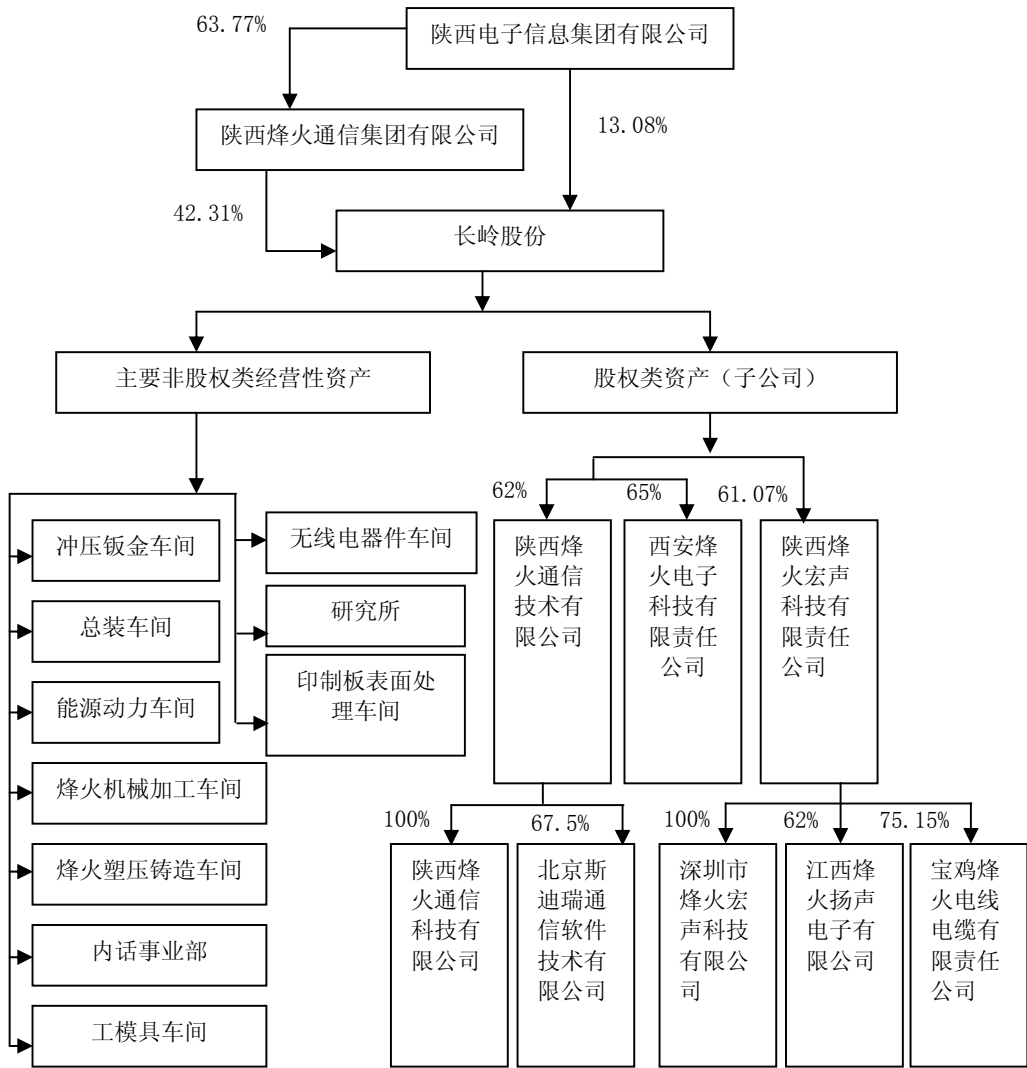 63.77%
陕西电子信息集团有限公司
陕西烽火通信集团有限公司
13.08%
42.31%
长岭股份
主要非股权类经营性资产
股权类资产（子公司）
冲压钣金车间
总装车间
能源动力车间
烽火机械加工车间
烽火塑压铸造车间
内话事业部
工模具车间
无线电器件车间
研究所
印制板表面处
理车间
62%
65%
61.07%
陕西烽
火通信
技术有
限公司
西安烽
火电子
科技有
限责任
公司
陕西烽
火宏声
科技有
限责任
公司
100%
67.5%
100%
62%
75.15%
陕西烽
火通信
科技有
限公司
北京斯
迪瑞通
信软件
技术有
限公司
深圳市
烽火宏
声科技
有限公
司
江西烽
火扬声
电子有
限公司
宝鸡烽
火电线
电缆有
限责任
公司